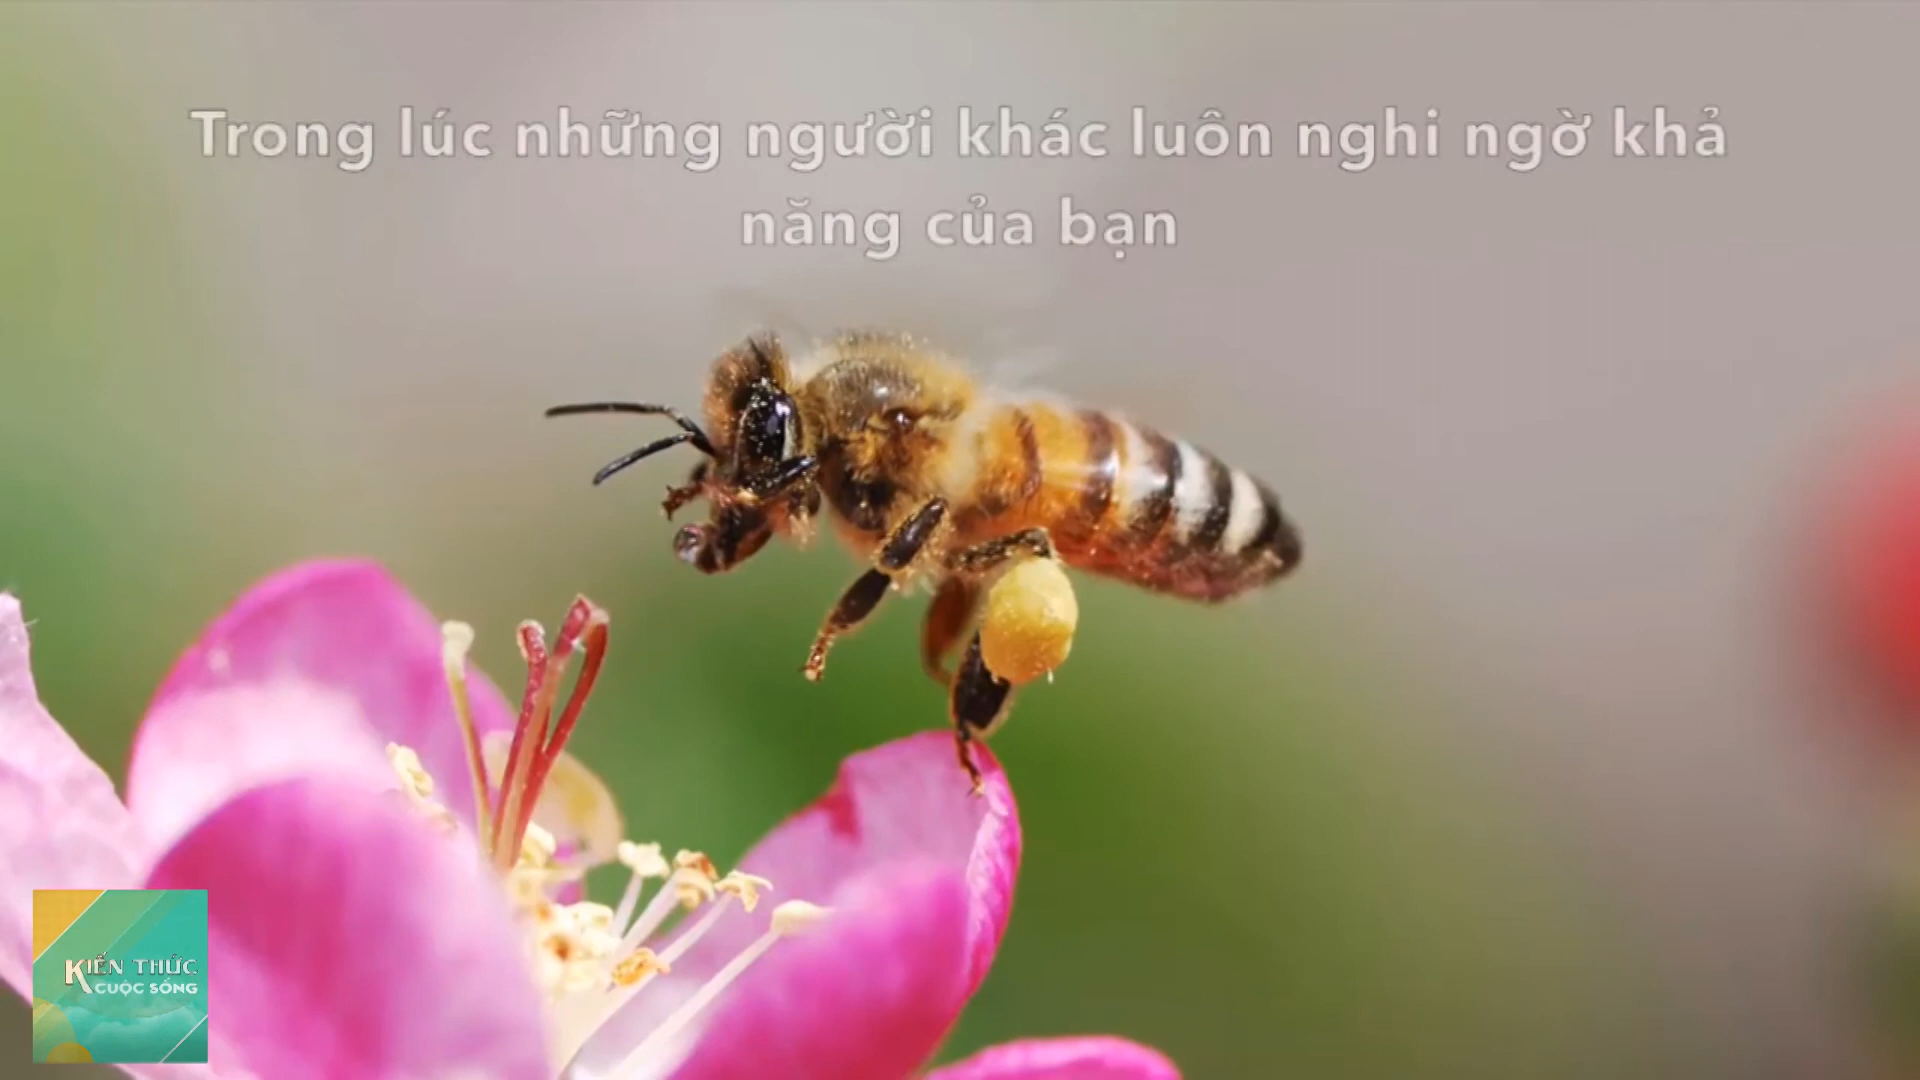 Trong lúc những người khác luôn nghi ngờ khả
năng của bạn
KIẾN THỨC
CUỘC SỐNG